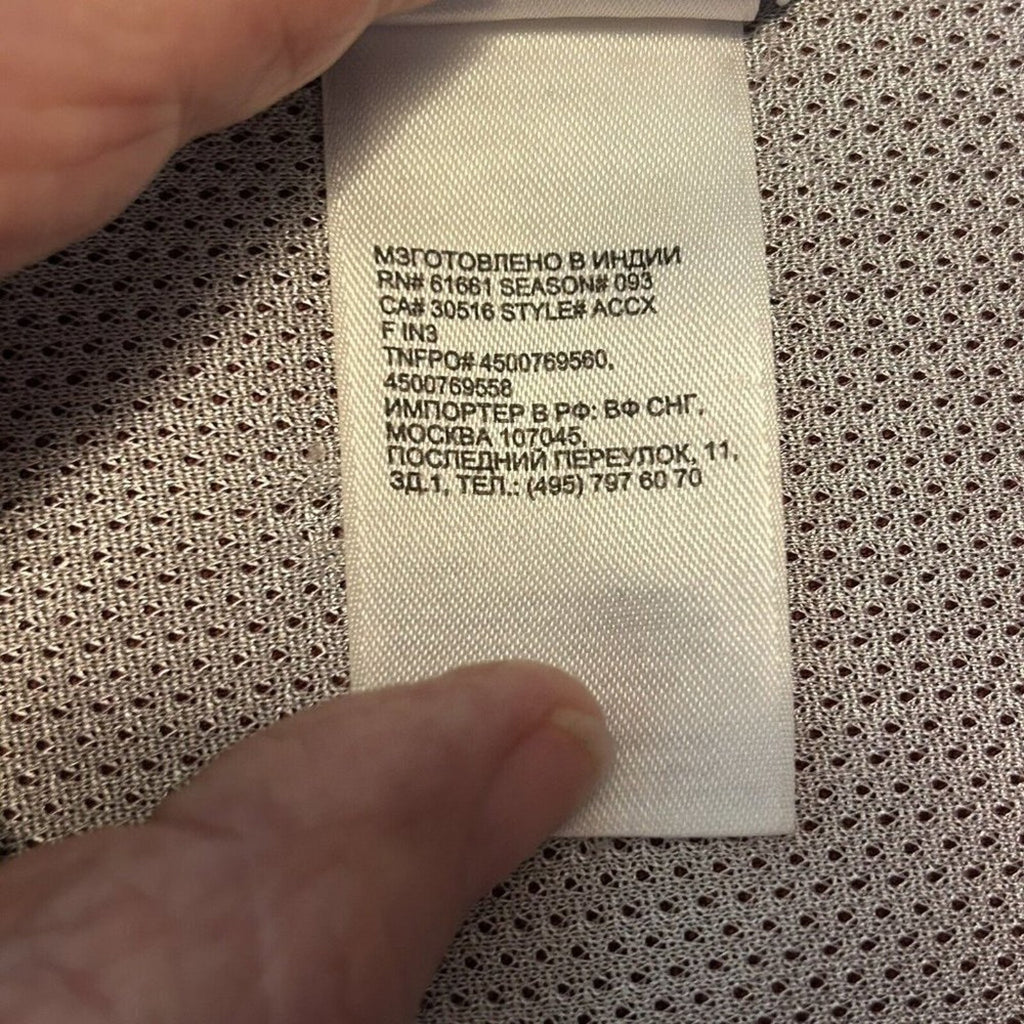 МЗГОТОВЛЕНО В ИНДИИ
RN# 61661 SEASON# 093
CA# 30516 STYLE# ACCX
F IN3
TNFPO# 4500769560,
4500769558
ИМПОРТЕР В РФ: ВФ СНГ,
МОСКВА 107045,
ПОСЛЕДНИЙ ПЕРЕУЛОК, 11,
ЗД.1, ТЕЛ.: (495) 797 60 70